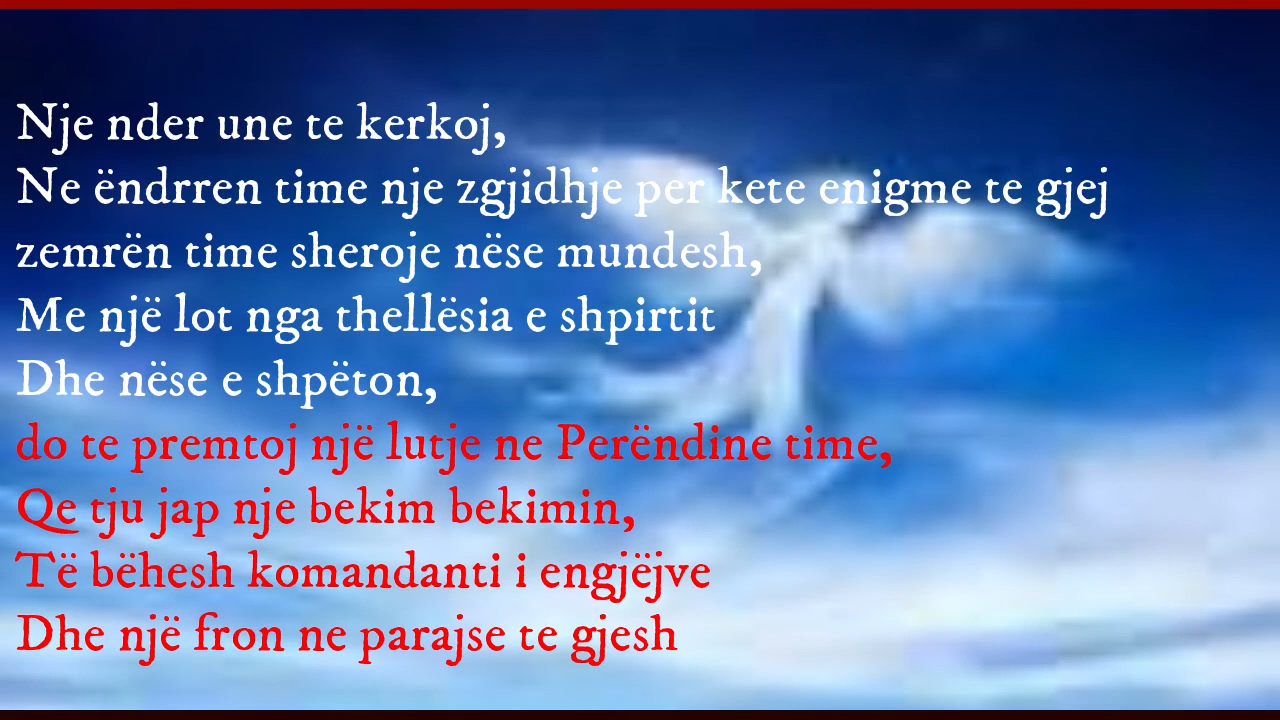 Nje nder une te kerkoj,
Ne ëndrren time nje zgjidhje per kete enigme te gjej
zemrën time sheroje nëse mundesh,
Me një lot nga thellësia e shpirtit
Dhe nëse e shpëton,
do te premtoj një lutje ne Perëndine time,
Qe tju jap nje bekim bekimin,
Të bëhesh komandanti i engjëjve
Dhe një fron ne parajse te gjesh